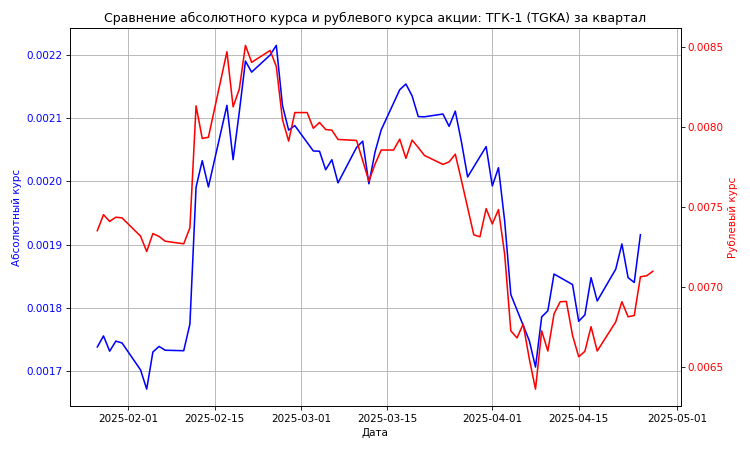 Сравнение абсолютного курса и рублевого курса акции: ТГК-1 (TGKA) за квартал
Абсолютный курс
0.0022
0.0021
0.0020
0.0019
0.0018
0.0017
0.0085
0.0080
0.0075
0.0070
0.0065
Рублевый курс
2025-02-01 2025-02-15 2025-03-01 2025-03-15 2025-04-01 2025-04-15 2025-05-01
Дата